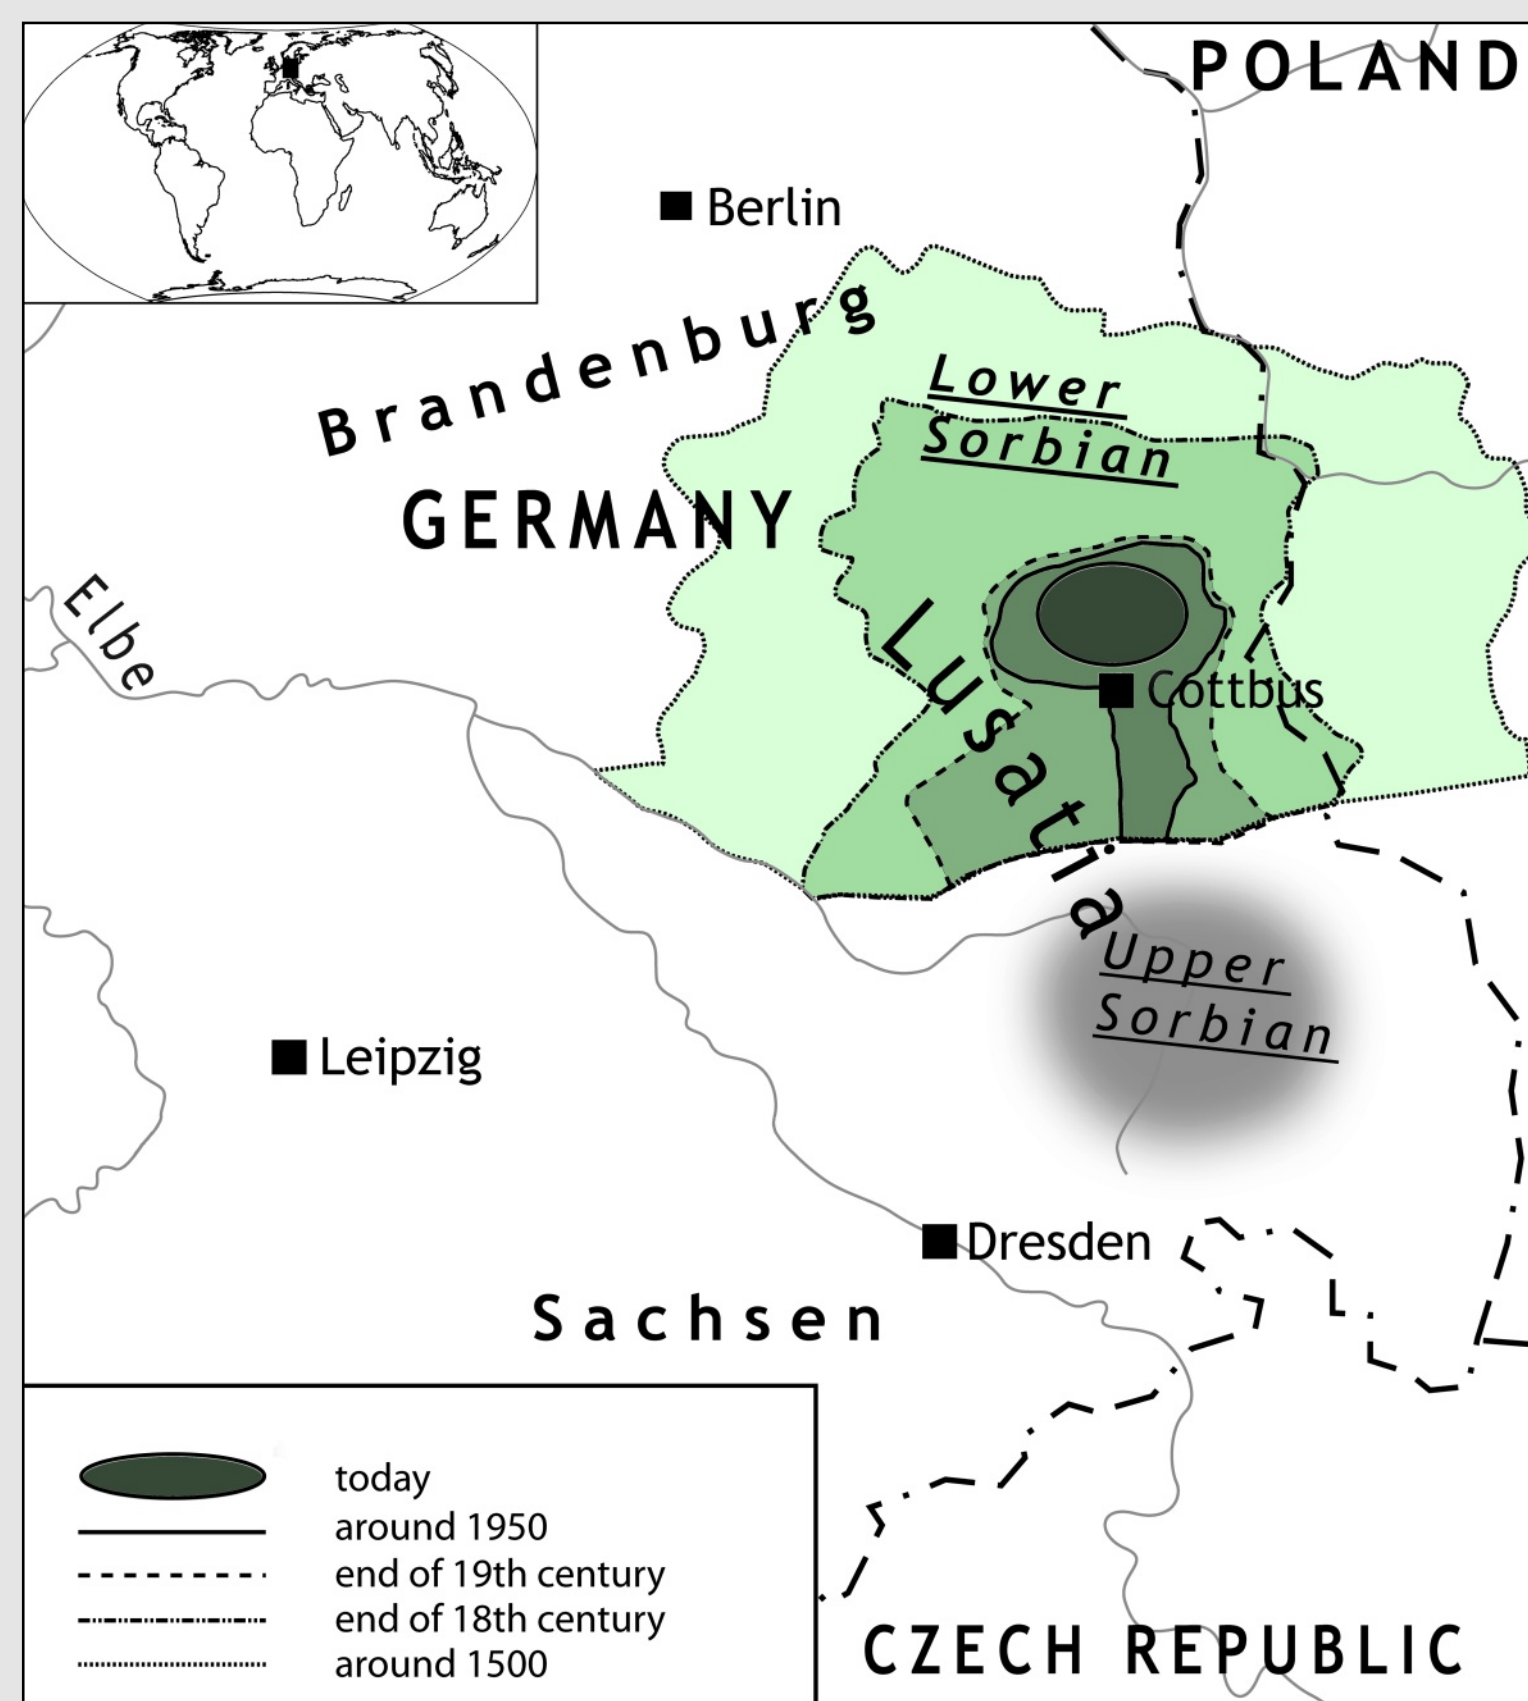 POLAND
Berlin
Brandenburg
Lower
Sorbian
GERMANY
Elbe
Lusatia
Cottbus
Upper
Sorbian
Leipzig
Dresden
Sachsen
today
around 1950
end of 19th century
end of 18th century
around 1500
CZECH REPUBLIC